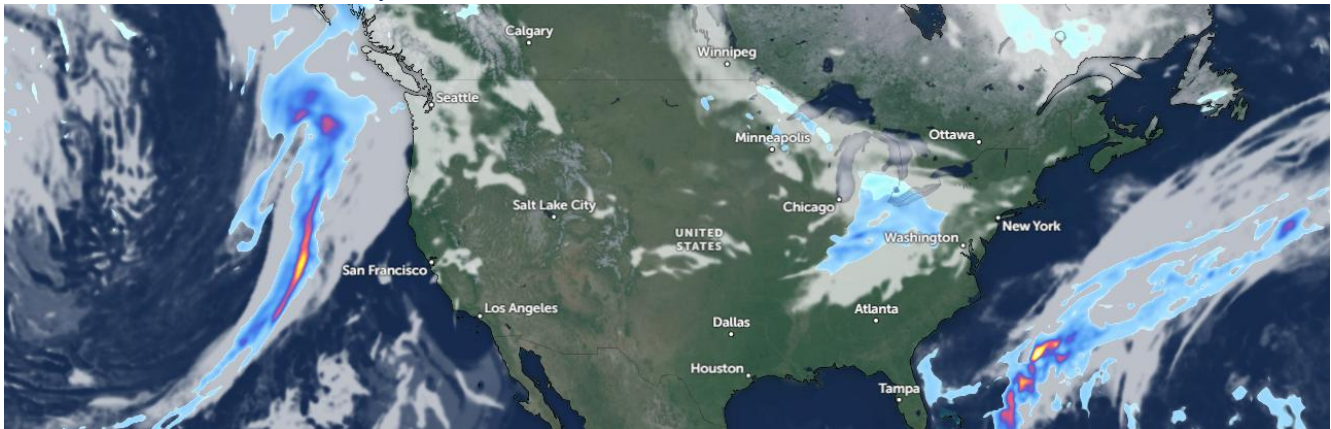 Calgary
Winnipeg
Seattle
Minneapolis
Ottawa
Chicago
Salt Lake City
New York
UNITED
STATES
Washington
San Francisco
Los Angeles
Atlanta
Dallas
Houston
Tampa